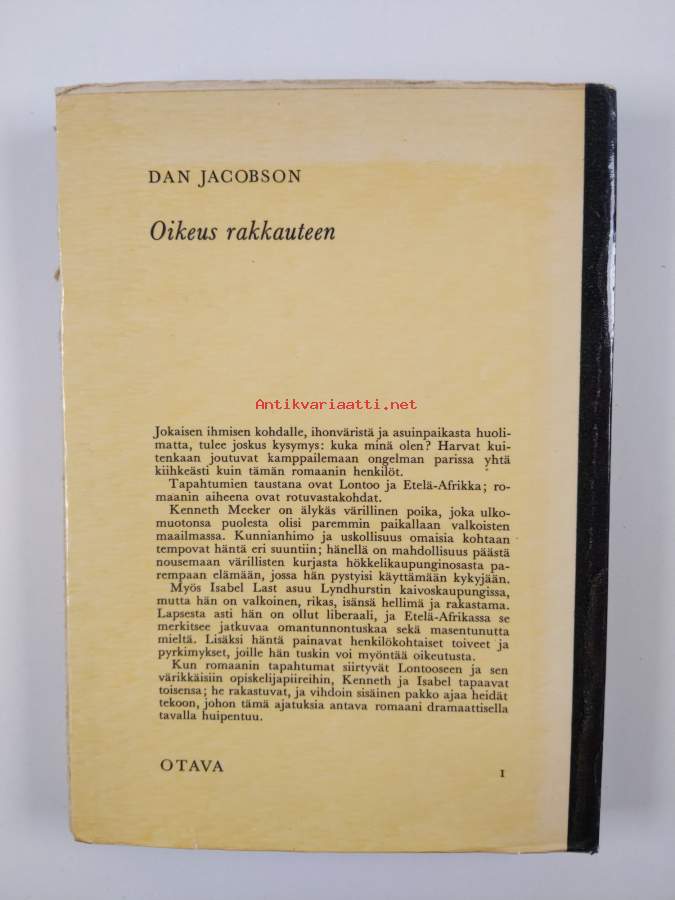 DAN JACOBSON
Oikeus rakkauteen
Antikvariaatti.net
Jokaisen ihmisen kohdalle, ihonväristä ja asuinpaikasta huoli-
matta, tulee joskus kysymys: kuka minä olen? Harvat kui-
tenkaan joutuvat kamppailemaan ongelman parissa yhtä
kiihkeästi kuin tämän romaanin henkilöt.
Tapahtumien taustana ovat Lontoo ja Etelä-Afrikka; ro-
maanin aiheena ovat rotuvastakohdat.
Kenneth Meeker on älykäs värillinen poika, joka ulko-
muotonsa puolesta olisi paremmin paikallaan valkoisten
maailmassa. Kunnianhimo ja uskollisuus omaisia kohtaan
tempovat häntä eri suuntiin; hänellä on mahdollisuus päästä
nousemaan värillisten kurjasta hökkelikaupunginosasta pa-
rempaan elämään, jossa hän pystyisi käyttämään kykyjään.
Myös Isabel Last asuu Lyndhurstin kaivoskaupungissa,
mutta hän on valkoinen, rikas, isänsä hellimä ja rakastama.
Lapsesta asti hän on ollut liberaali, ja Etelä-Afrikassa se
merkitsee jatkuvaa omantunnontuskaa sekä masentunutta
mieltä. Lisäksi häntä painavat henkilökohtaiset toiveet ja
pyrkimykset, joille hän tuskin voi myöntää oikeutusta.
Kun romaanin tapahtumat siirtyvät Lontooseen ja sen
värikkäisiin opiskelijapiireihin, Kenneth ja Isabel tapaavat
toisensa; he rakastuvat, ja vihdoin sisäinen pakko ajaa heidät
tekoon, johon tämä ajatuksia antava romaani dramaattisella
tavalla huipentuu.
OTAVA
1